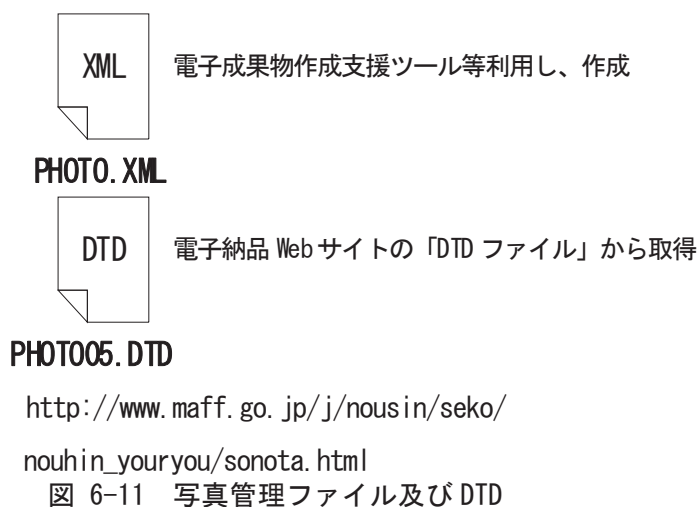 XML 電子成果物作成支援ツール等利用し、作成
PHOTO.XML
DTD 電子納品 Web サイトの「DTD ファイル」から取得
PHOTO05.DTD
http://www.maff.go.jp/j/nousin/seko/
nouhin_youryou/sonota.html
図 6-11 写真管理ファイル及び DTD